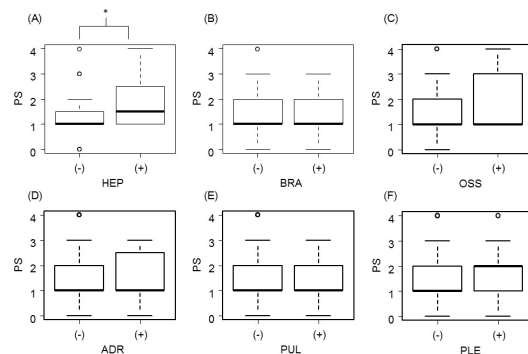 (A)
*
PS
4
3
2
1
0
(-) (+)
HEP
(B)
PS
4
3
2
1
0
(-) (+)
BRA
(C)
PS
4
3
2
1
0
(-) (+)
OSS
(D)
PS
4
3
2
1
0
(-) (+)
ADR
(E)
PS
4
3
2
1
0
(-) (+)
PUL
(F)
PS
4
3
2
1
0
(-) (+)
PLE